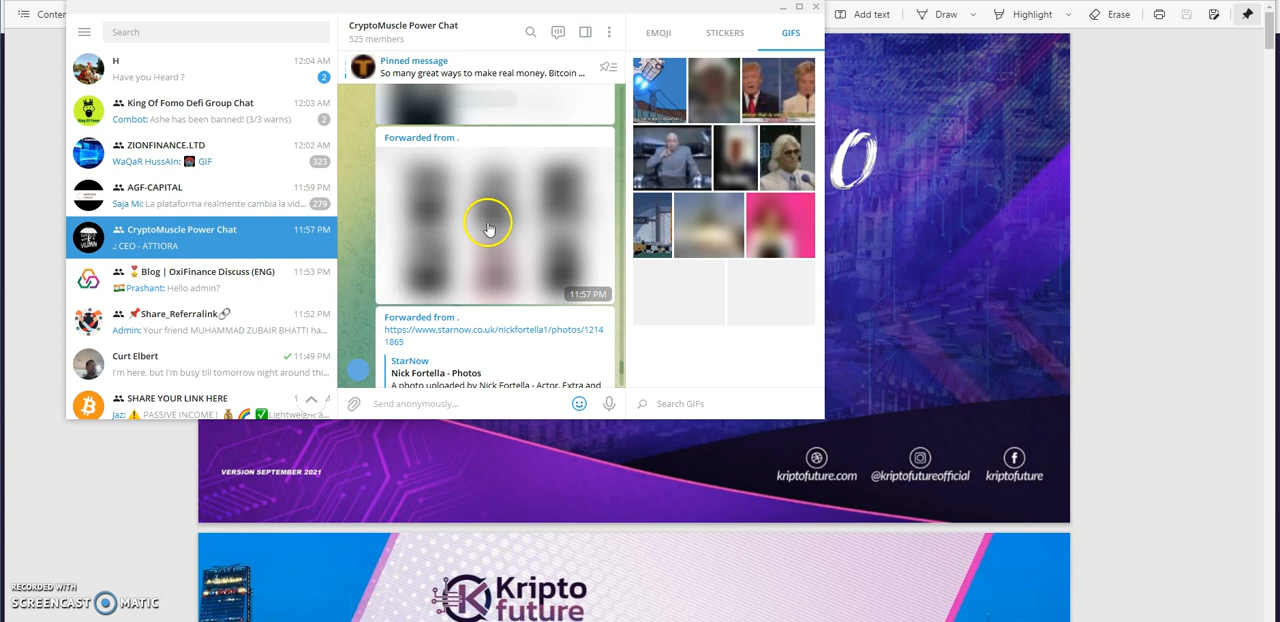 Conten
Add text
Draw
Highlight
Erase
Search
H
12:04 AM
Have you Heard ?
2
King Of Fomo Defi Group Chat
12:03 AM
Combot: Ashe has been banned! (3/3 warns)
2
ZIONFINANCE.LTD
12:02 AM
WaQaR HussAIn: GIF
323
AGF-CAPITAL
11:59 PM
Saja Mi: La plataforma realmente cambia la vid...
279
CryptoMuscle Power Chat
11:57 PM
.: CEO - ATTIORA
Blog | OxiFinance Discuss (ENG)
11:53 PM
Prashant: Hello admin?
Share_Referralink
11:52 PM
Admin: Your friend MUHAMMAD ZUBAIR BHATTI ha...
Curt Elbert
11:49 PM
I'm here, but I'm busy till tomorrow night around thi...
SHARE YOUR LINK HERE
Jaz: PASSIVE INCOME ! Lightweight a...
CryptoMuscle Power Chat
525 members
Pinned message
So many great ways to make real money. Bitcoin ...
Forwarded from .
11:57 PM
Forwarded from .
https://www.starnow.co.uk/nickfortella1/photos/1214
1865
StarNow
Nick Fortella - Photos
A photo uploaded by Nick Fortella - Actor, Extra and
Send anonymously...
EMOJI
STICKERS
GIFS
Search GIFs
O
VERSION SEPTEMBER 2021
kriptofuture.com
@kriptofutureofficial
kriptofuture
Kripto
future
RECORDED WITH
SCREENCAST MATIC